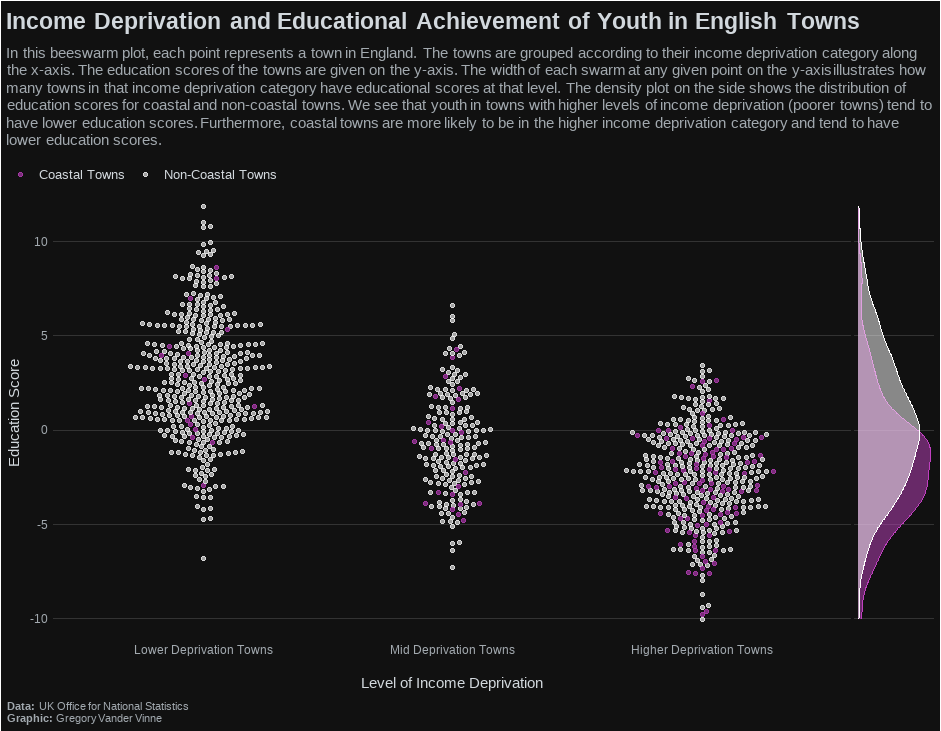 Income Deprivation and Educational Achievement of Youth in English Towns
In this beeswarm plot, each point represents a town in England. The towns are grouped according to their income deprivation category along
the x-axis. The education scores of the towns are given on the y-axis. The width of each swarm at any given point on the y-axis illustrates how
many towns in that income deprivation category have educational scores at that level. The density plot on the side shows the distribution of
education scores for coastal and non-coastal towns. We see that youth in towns with higher levels of income deprivation (poorer towns) tend to
have lower education scores. Furthermore, coastal towns are more likely to be in the higher income deprivation category and tend to have
lower education scores.
Coastal Towns Non-Coastal Towns
10
5
0
-5
-10
Education Score
Lower Deprivation Towns Mid Deprivation Towns Higher Deprivation Towns
Level of Income Deprivation
Data: UK Office for National Statistics
Graphic: Gregory Vander Vinne